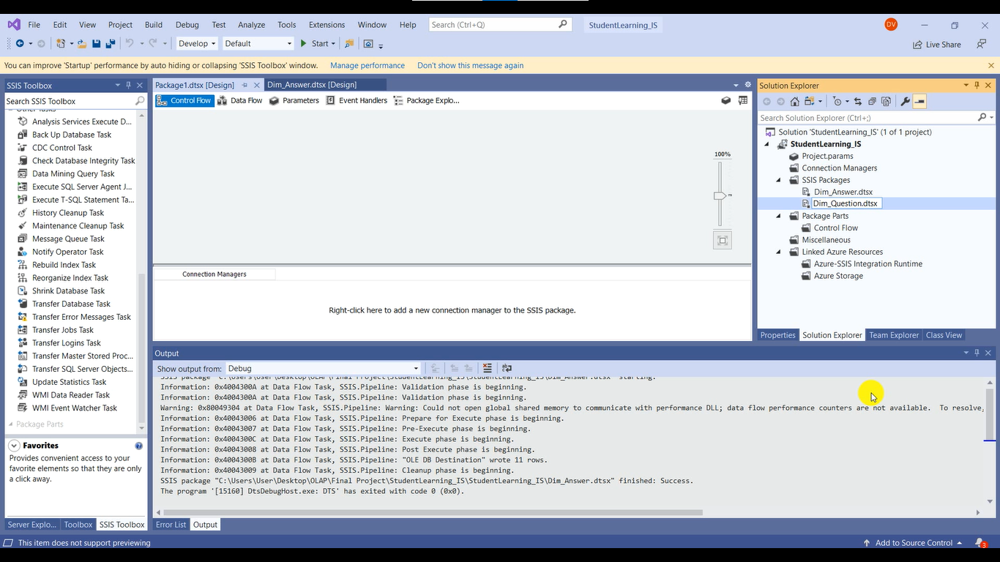 File Edit View Project Build Debug Test Analyze Tools Extensions Window Help Search (Ctrl+Q) StudentLearning_IS DV
Develop Default Start Live Share
You can improve 'Startup' performance by auto hiding or collapsing 'SSIS Toolbox' window. Manage performance Don't show this message again
SSIS Toolbox
Search SSIS Toolbox
Other Tasks
Analysis Services Execute D...
Back Up Database Task
CDC Control Task
Check Database Integrity Task
Data Mining Query Task
Execute SQL Server Agent J...
Execute T-SQL Statement Ta...
History Cleanup Task
Maintenance Cleanup Task
Message Queue Task
Notify Operator Task
Rebuild Index Task
Reorganize Index Task
Shrink Database Task
Transfer Database Task
Transfer Error Messages Task
Transfer Jobs Task
Transfer Logins Task
Transfer Master Stored Proc...
Transfer SQL Server Objects...
Update Statistics Task
WMI Data Reader Task
WMI Event Watcher Task
Package Parts
Favorites
Provides convenient access to your
favorite elements so that they are only
a click away.
Server Explo... Toolbox SSIS Toolbox
Package1.dtsx [Design] Dim_Answer.dtsx [Design]
Control Flow Data Flow Parameters Event Handlers Package Explo...
100%
Connection Managers
Right-click here to add a new connection manager to the SSIS package.
Output
Show output from: Debug
SSIS package "C:\Users\User\Desktop\OLAP\Final Project\StudentLearning_IS\StudentLearning_IS\Dim_Answer.dtsx" starting.
Information: 0x4004300A at Data Flow Task, SSIS.Pipeline: Validation phase is beginning.
Information: 0x4004300A at Data Flow Task, SSIS.Pipeline: Validation phase is beginning.
Warning: 0x80049304 at Data Flow Task, SSIS.Pipeline: Warning: Could not open global shared memory to communicate with performance DLL; data flow performance counters are not available.  To resolve,
Information: 0x40043006 at Data Flow Task, SSIS.Pipeline: Prepare for Execute phase is beginning.
Information: 0x40043007 at Data Flow Task, SSIS.Pipeline: Pre-Execute phase is beginning.
Information: 0x4004300C at Data Flow Task, SSIS.Pipeline: Execute phase is beginning.
Information: 0x40043008 at Data Flow Task, SSIS.Pipeline: Post Execute phase is beginning.
Information: 0x4004300B at Data Flow Task, SSIS.Pipeline: "OLE DB Destination" wrote 11 rows.
Information: 0x40043009 at Data Flow Task, SSIS.Pipeline: Cleanup phase is beginning.
SSIS package "C:\Users\User\Desktop\OLAP\Final Project\StudentLearning_IS\StudentLearning_IS\Dim_Answer.dtsx" finished: Success.
The program '[15160] DtsDebugHost.exe: DTS' has exited with code 0 (0x0).
Error List Output
Solution Explorer
Search Solution Explorer (Ctrl+;)
Solution 'StudentLearning_IS' (1 of 1 project)
StudentLearning_IS
Project.params
Connection Managers
SSIS Packages
Dim_Answer.dtsx
Dim_Question.dtsx
Package Parts
Control Flow
Miscellaneous
Linked Azure Resources
Azure-SSIS Integration Runtime
Azure Storage
Properties Solution Explorer Team Explorer Class View
This item does not support previewing Add to Source Control 3